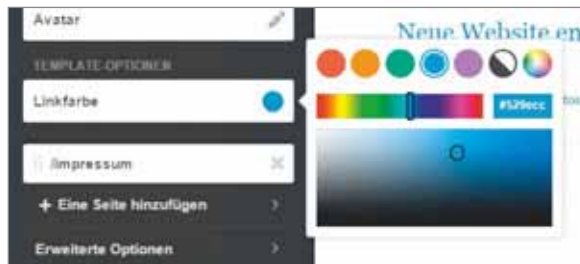 Avatar
Neue Website en
TEMPLATE-OPTIONEN
Linkfarbe
#529ecc
/impressum
+ Eine Seite hinzufügen
Erweiterte Optionen